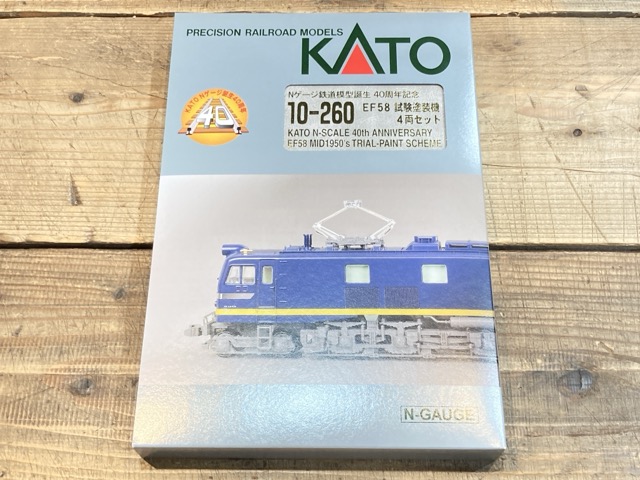 PRECISION RAILROAD MODELS
KATO
Nゲージ鉄道模型誕生 40周年記念
10-260 EF58 試験塗装機
4両セット
KATO N-SCALE 40th ANNIVERSARY
EF58 MID1950's TRIAL-PAINT SCHEME
40
N-GAUGE